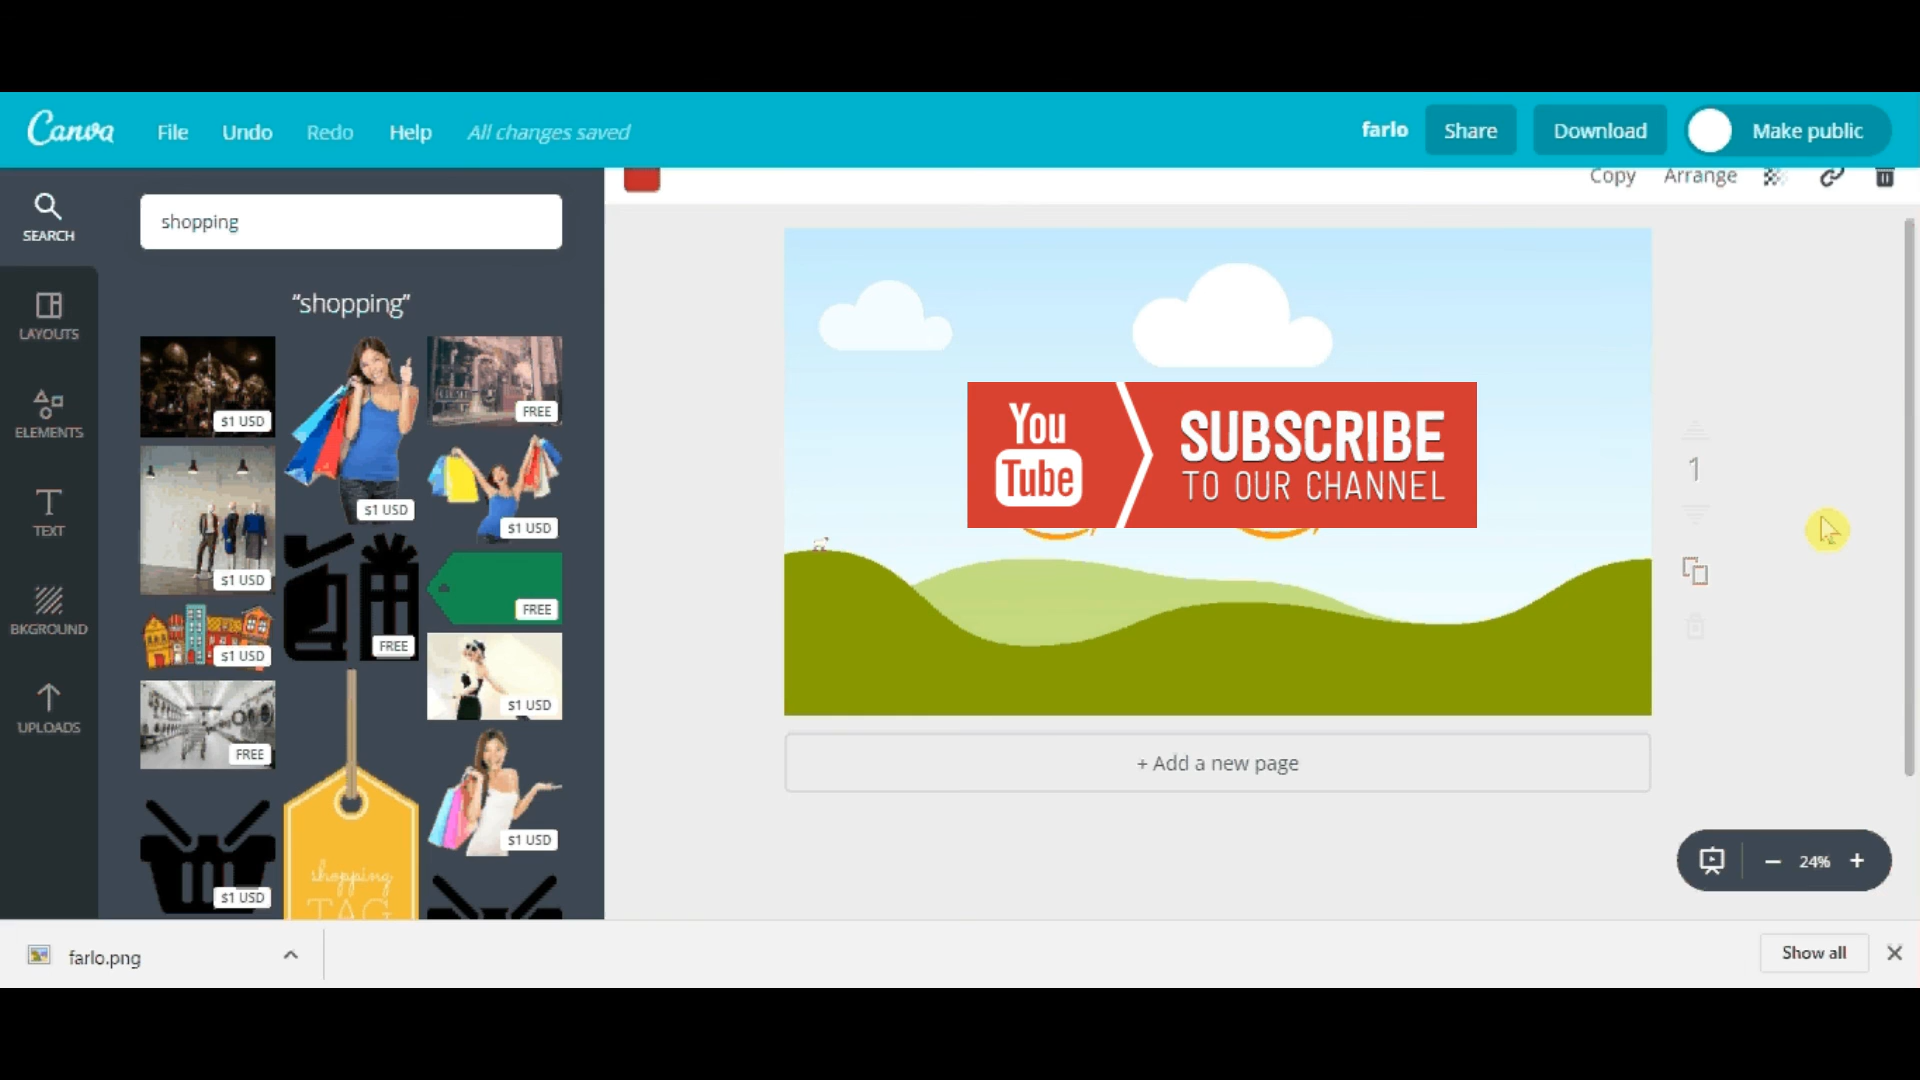 Canva
File
Undo
Redo
Help
All changes saved
farlo
Share
Download
Make public
Copy
Arrange
SEARCH
LAYOUTS
ELEMENTS
TEXT
BKGROUND
UPLOADS
shopping
“shopping”
$1 USD
$1 USD
FREE
$1 USD
$1 USD
FREE
FREE
$1 USD
$1 USD
FREE
$1 USD
$1 USD
shopping
TAG
You
Tube
SUBSCRIBE
TO OUR CHANNEL
1
+ Add a new page
24%
farlo.png
Show all